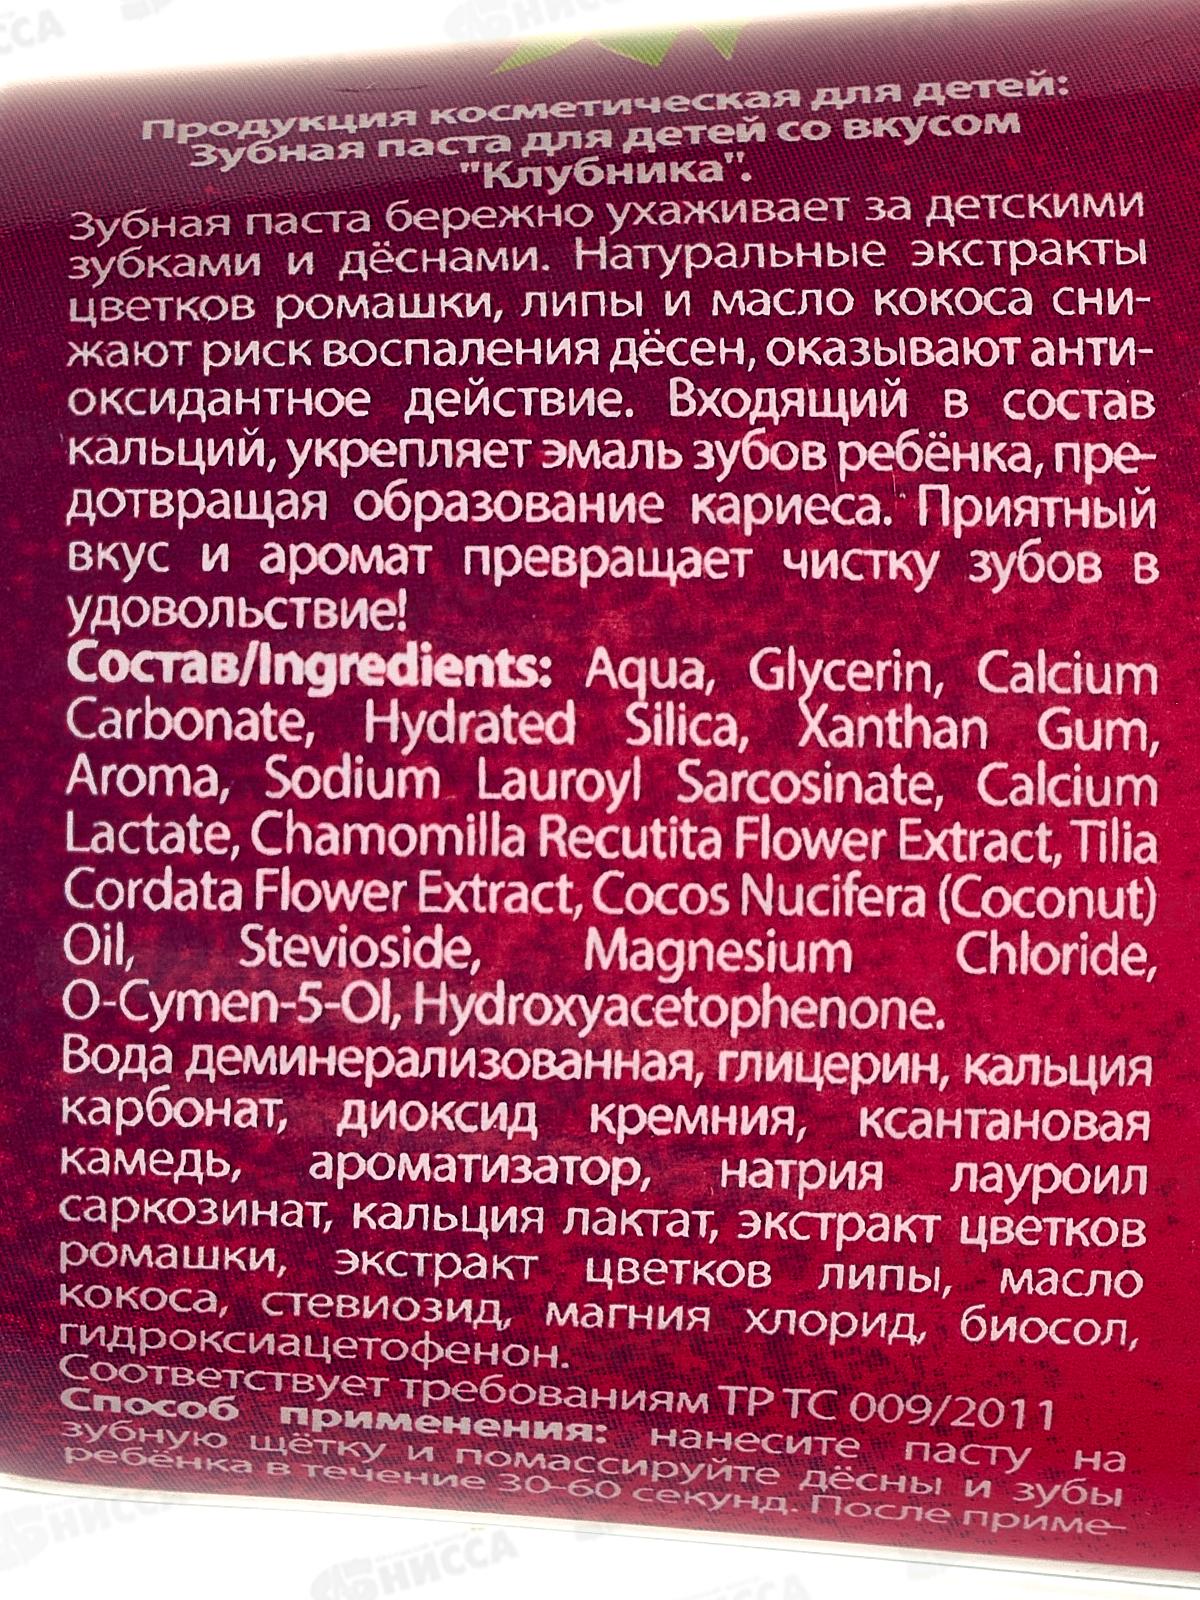 Продукция косметическая для детей:
Зубная паста для детей со вкусом
"Клубника".
Зубная паста бережно ухаживает за детскими
зубками и дёснами. Натуральные экстракты
цветков ромашки, липы и масло кокоса сни-
жают риск воспаления дёсен, оказывают анти-
оксидантное действие. Входящий в состав
кальций, укрепляет эмаль зубов ребёнка, пре-
дотвращая образование кариеса. Приятный
вкус и аромат превращает чистку зубов в
удовольствие!
Состав/Ingredients: Aqua, Glycerin, Calcium
Carbonate, Hydrated Silica, Xanthan Gum,
Aroma, Sodium Lauroyl Sarcosinate, Calcium
Lactate, Chamomilla Recutita Flower Extract, Tilia
Cordata Flower Extract, Cocos Nucifera (Coconut)
Oil, Stevioside, Magnesium Chloride,
O-Cymen-5-Ol, Hydroxyacetophenone.
Вода деминерализованная, глицерин, кальция
карбонат, диоксид кремния, ксантановая
камедь, ароматизатор, натрия лауроил
саркозинат, кальция лактат, экстракт цветков
ромашки, экстракт цветков липы, масло
кокоса, стевиозид, магния хлорид, биосол,
гидроксиацетофенон.
Соответствует требованиям ТР ТС 009/2011
Способ применения: нанесите пасту на
зубную щётку и помассируйте дёсны и зубы
ребёнка в течение 30-60 секунд. После приме-